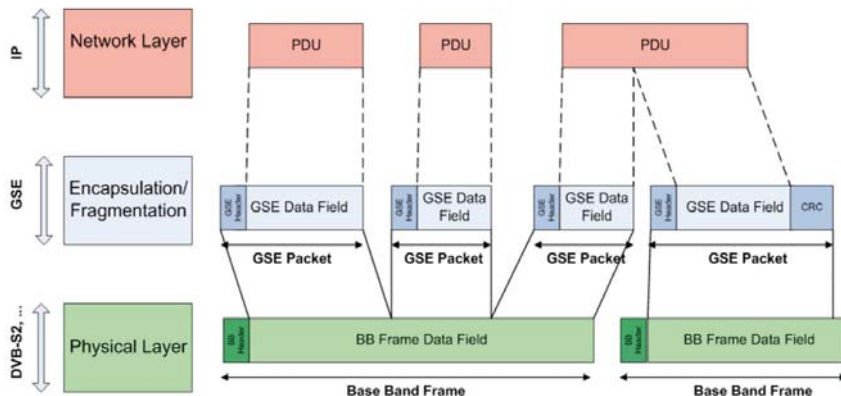 IP
Network Layer
PDU
PDU
PDU
GSE
Encapsulation/
Fragmentation
GSE
Header
GSE Data Field
GSE
Header
GSE Data
Field
GSE
Header
GSE Data
Field
GSE
Header
GSE Data Field
CRC
GSE Packet
GSE Packet
GSE Packet
GSE Packet
DVB-S2, ...
Physical Layer
BB
Header
BB Frame Data Field
BB
Header
BB Frame Data Field
Base Band Frame
Base Band Frame